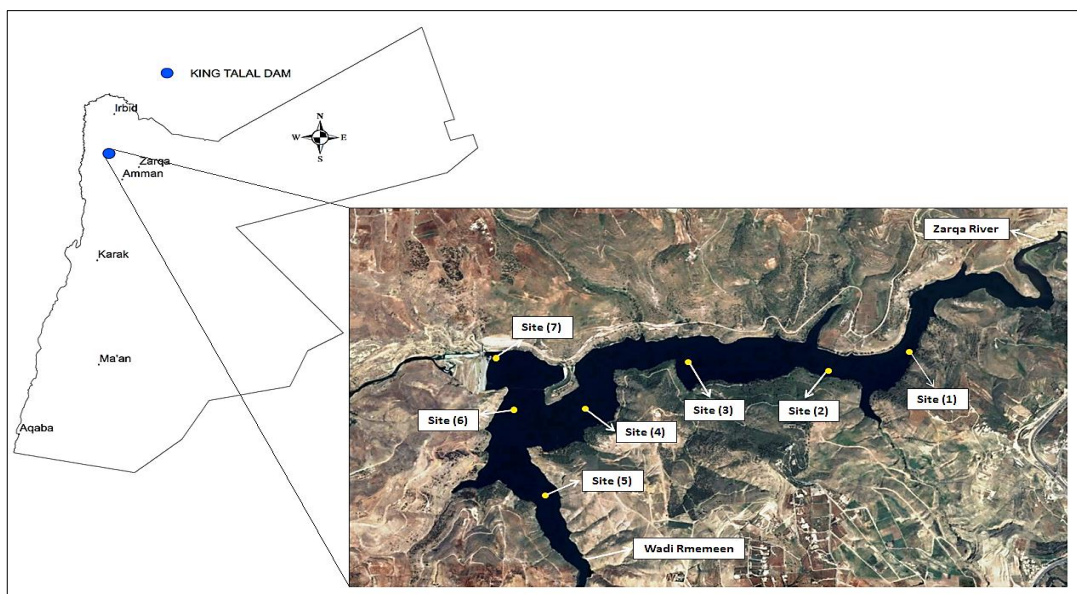 KING TALAL DAM
Irbid
N
W E
S
Zarqa
Amman
Karak
Ma'an
Aqaba
Zarqa River
Site (7)
Site (1)
Site (3)
Site (2)
Site (6)
Site (4)
Site (5)
Wadi Rmemeen